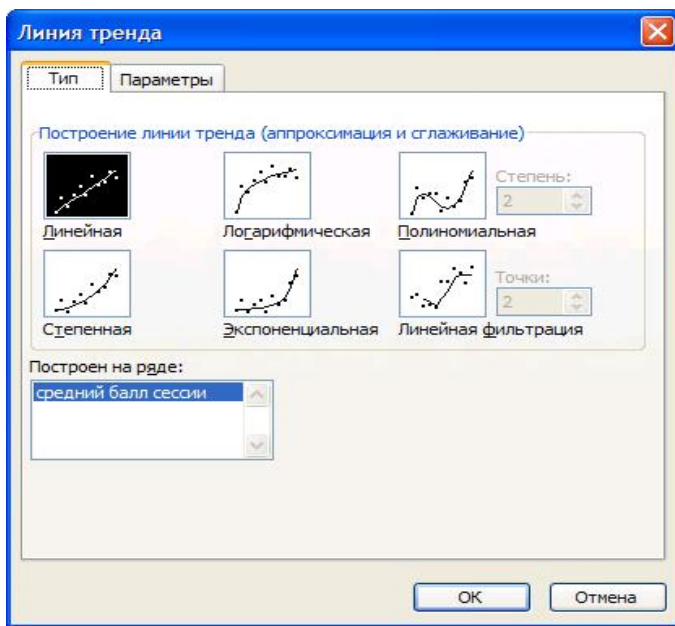 Линия тренда
Тип Параметры
Построение линии тренда (аппроксимация и сглаживание)
Степень:
2
Линейная Логарифмическая Полиномиальная
Точки:
2
Степенная Экспоненциальная Линейная фильтрация
Построен на ряде:
средний балл сессии
ОК Отмена